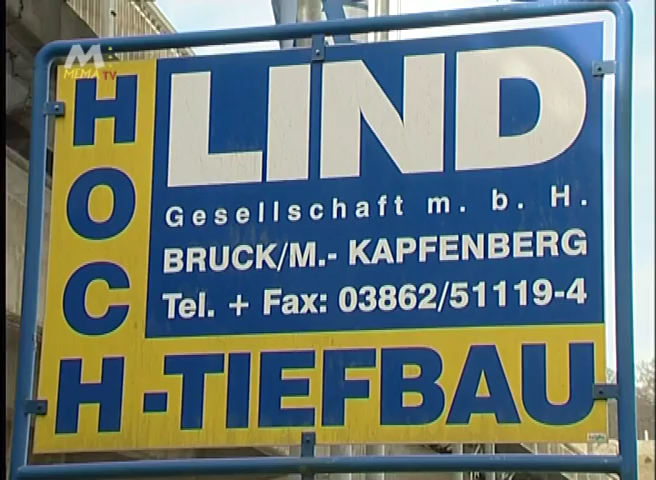 MEMA TV
LIND
Gesellschaft m. b. H.
BRUCK/M.- KAPFENBERG
Tel. + Fax: 03862/51119-4
HOCH
-TIEFBAU